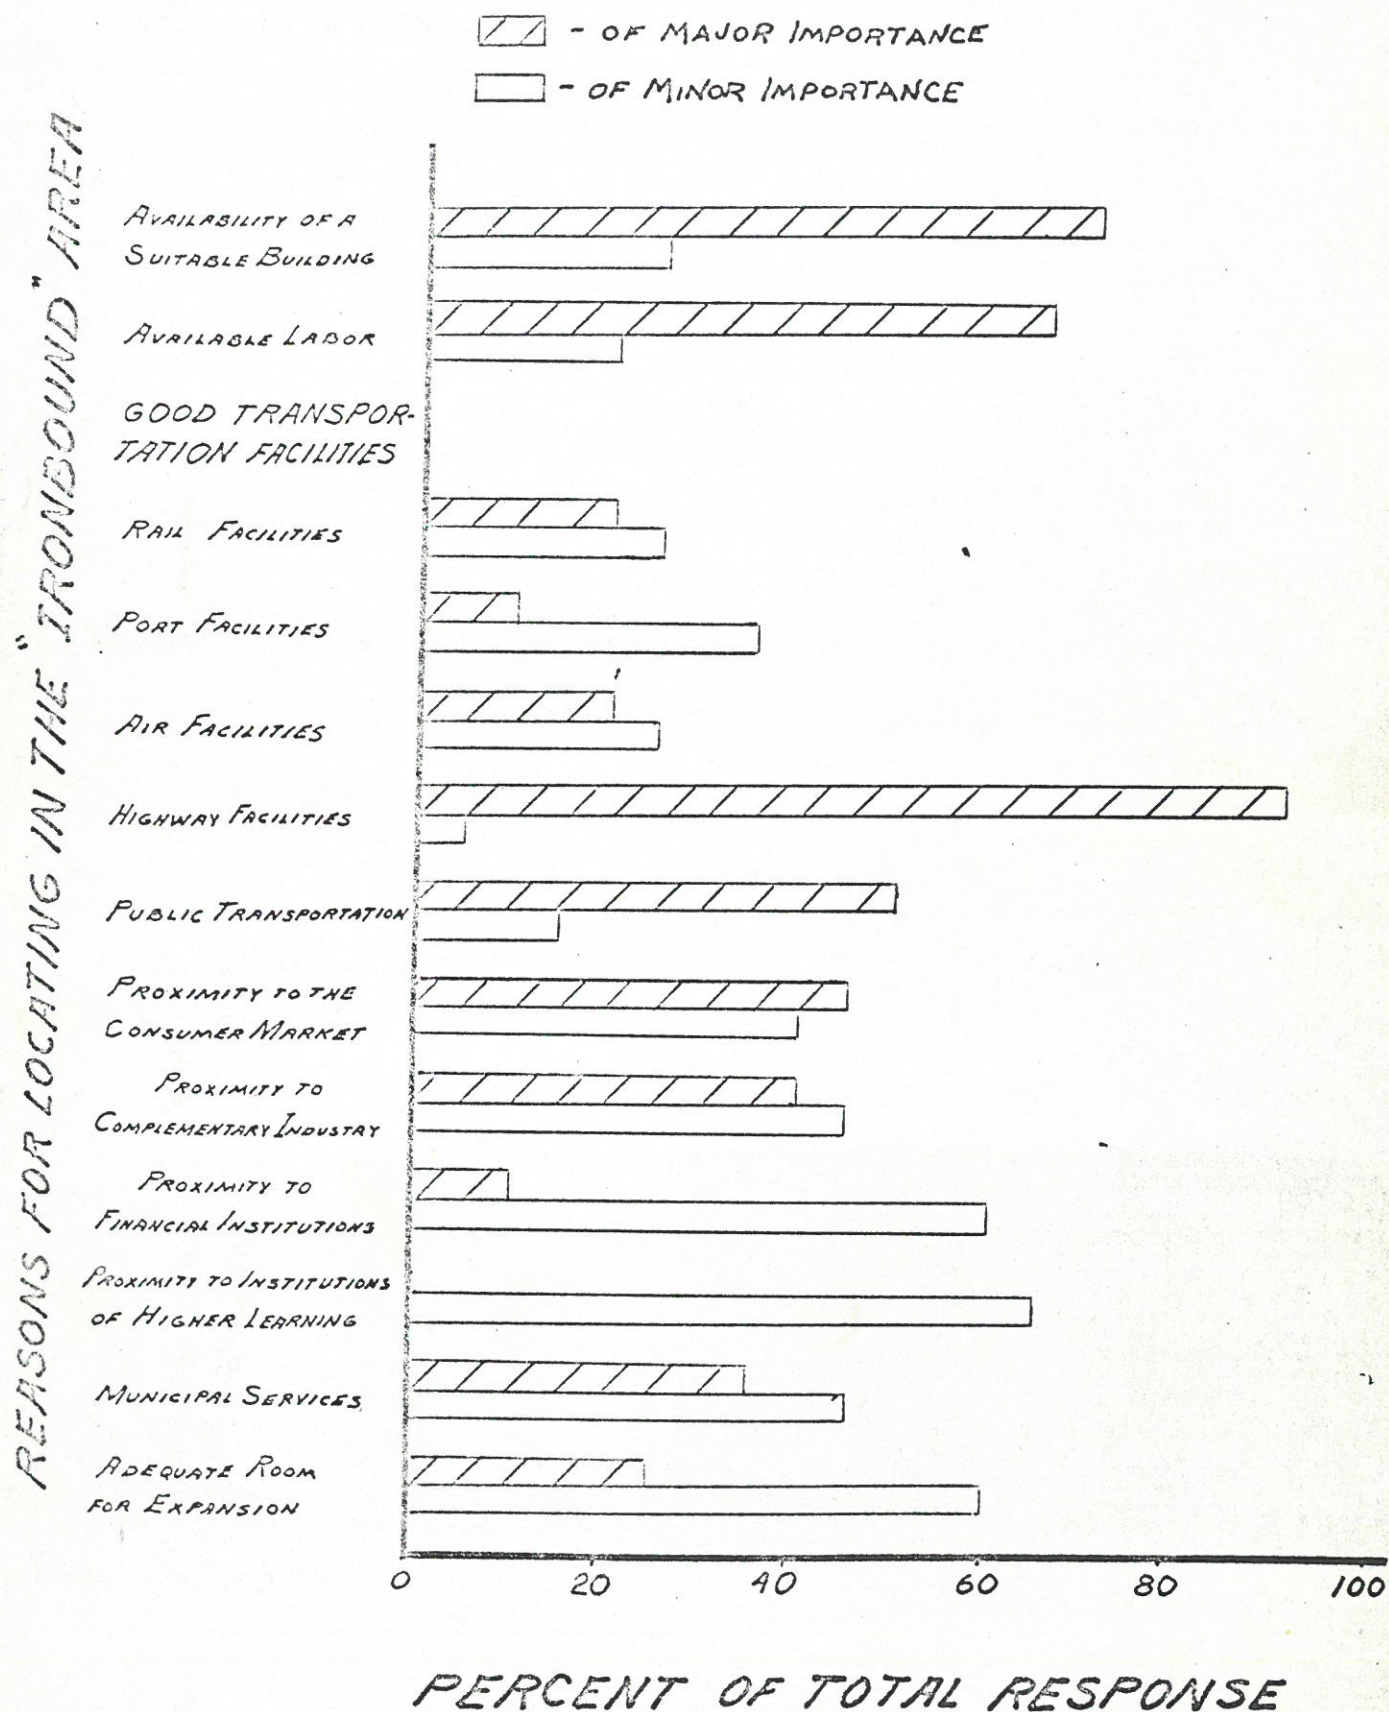 - OF MAJOR IMPORTANCE
- OF MINOR IMPORTANCE
REASONS FOR LOCATING IN THE "IRONBOUND" AREA
AVAILABILITY OF A
SUITABLE BUILDING
AVAILABLE LABOR
GOOD TRANSPOR-
TATION FACILITIES
RAIL FACILITIES
PORT FACILITIES
AIR FACILITIES
HIGHWAY FACILITIES
PUBLIC TRANSPORTATION
PROXIMITY TO THE
CONSUMER MARKET
PROXIMITY TO
COMPLEMENTARY INDUSTRY
PROXIMITY TO
FINANCIAL INSTITUTIONS
PROXIMITY TO INSTITUTIONS
OF HIGHER LEARNING
MUNICIPAL SERVICES
ADEQUATE ROOM
FOR EXPANSION
0 20 40 60 80 100
PERCENT OF TOTAL RESPONSE